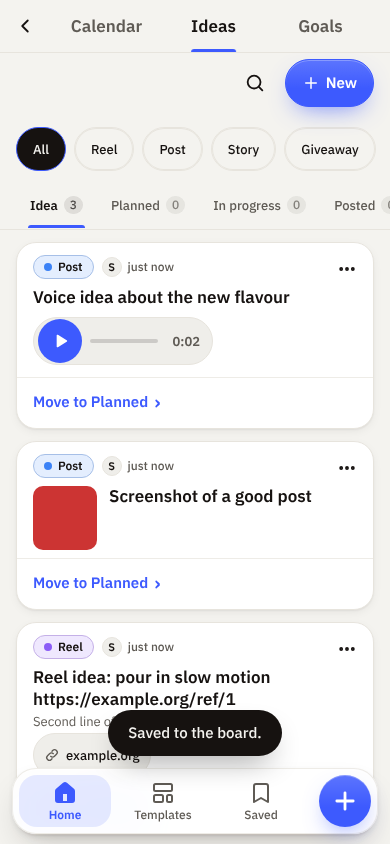 Calendar Ideas Goals
New
All Reel Post Story Giveaway
Idea 3 Planned 0 In progress 0 Posted
Post S just now
Voice idea about the new flavour
0:02
Move to Planned
Post S just now
Screenshot of a good post
Move to Planned
Reel S just now
Reel idea: pour in slow motion
https://example.org/ref/1
Second line
Saved to the board.
example.org
Home Templates Saved